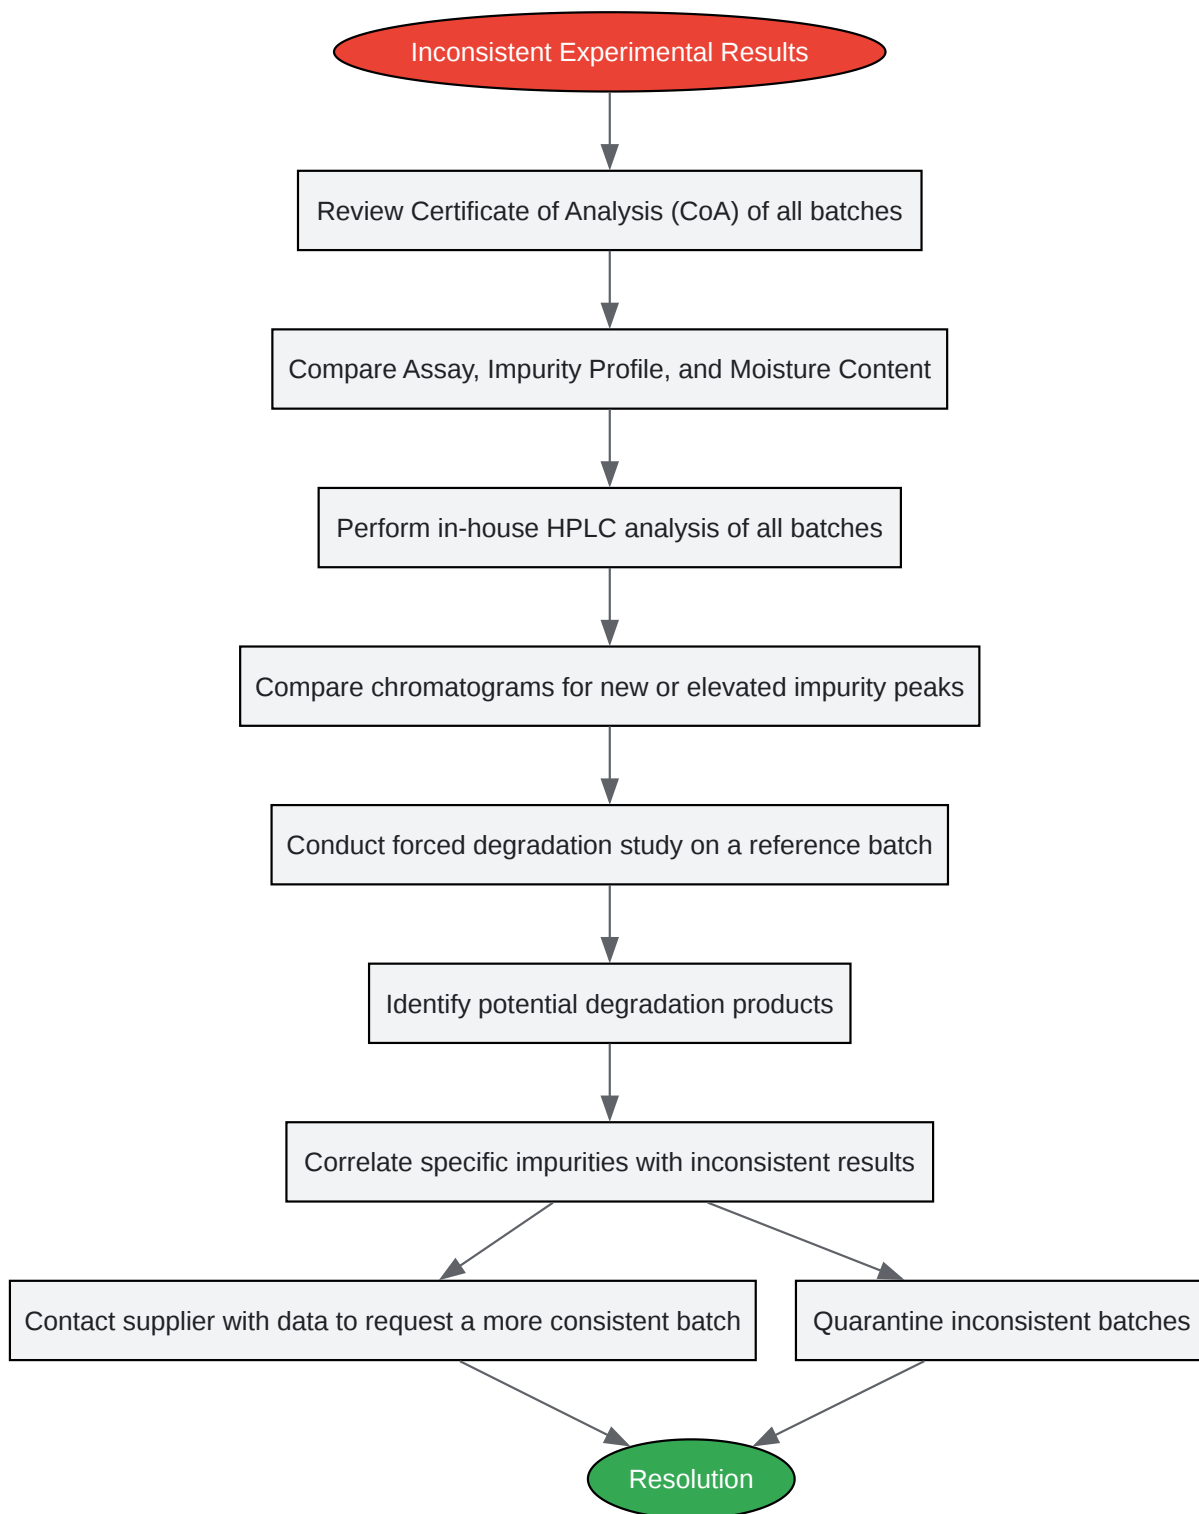 Inconsistent Experimental Results
Review Certificate of Analysis (CoA) of all batches
Compare Assay, Impurity Profile, and Moisture Content
Perform in-house HPLC analysis of all batches
Compare chromatograms for new or elevated impurity peaks
Conduct forced degradation study on a reference batch
Identify potential degradation products
Correlate specific impurities with inconsistent results
Contact supplier with data to request a more consistent batch
Quarantine inconsistent batches
Resolution